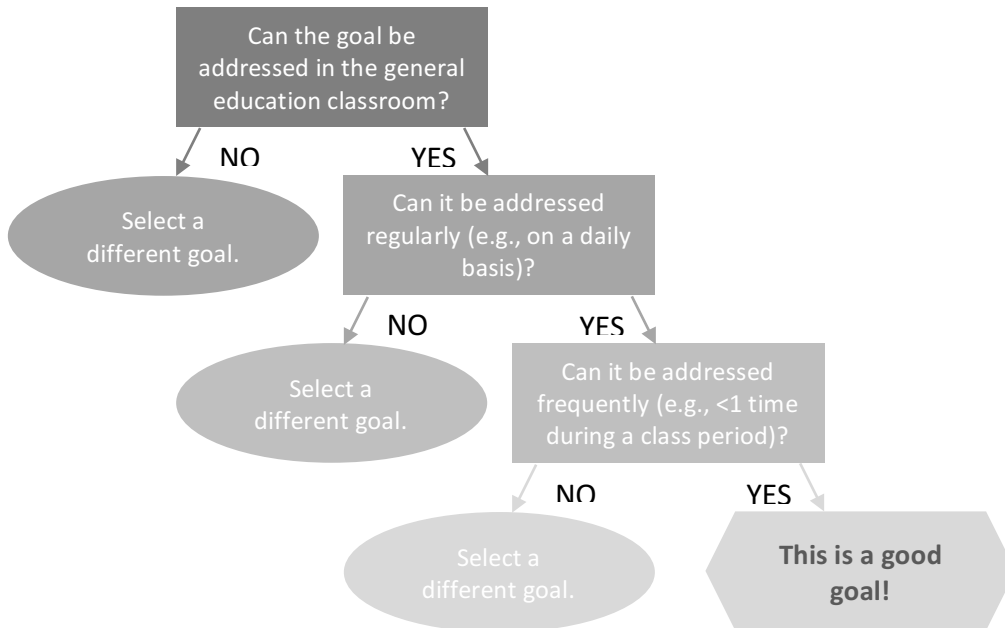 Can the goal be
addressed in the general
education classroom?
NO
YES
Select a
different goal.
Can it be addressed
regularly (e.g., on a daily
basis)?
NO
YES
Select a
different goal.
Can it be addressed
frequently (e.g., <1 time
during a class period)?
NO
YES
Select a
different goal.
This is a good
goal!